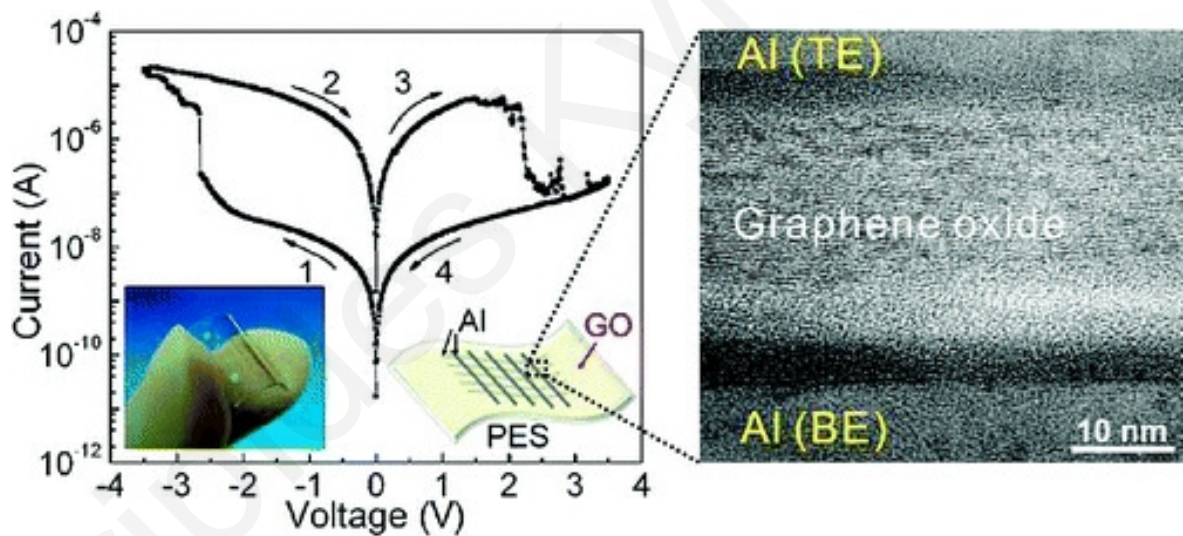 10⁻⁴
10⁻⁶
10⁻⁸
10⁻¹⁰
10⁻¹²
Current (A)
-4 -3 -2 -1 0 1 2 3 4
Voltage (V)
2 3
1 4
Al
GO
PES
Al (TE)
Graphene oxide
Al (BE)
10 nm